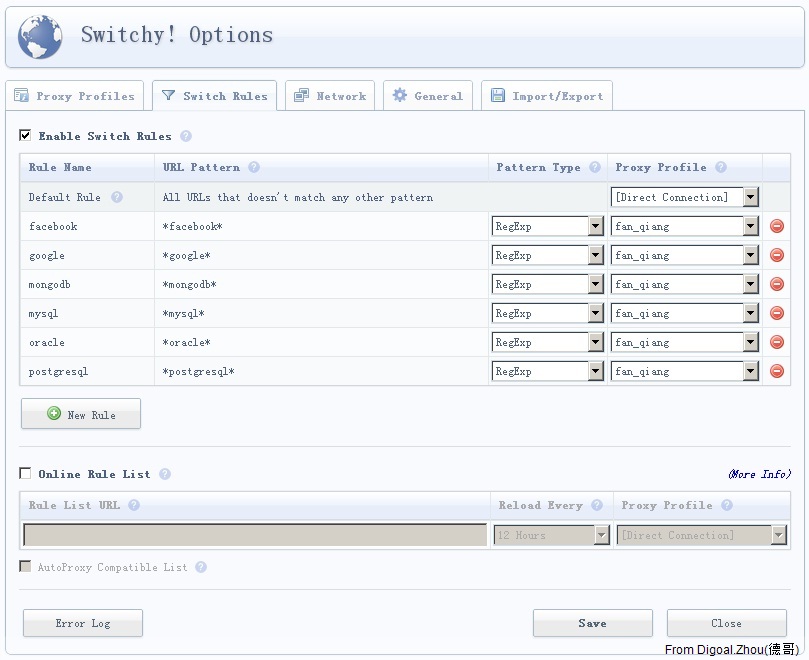 Switchy! Options
Proxy Profiles Switch Rules Network General Import/Export
Enable Switch Rules ?
Rule Name URL Pattern ? Pattern Type ? Proxy Profile ?
Default Rule ? All URLs that doesn't match any other pattern [Direct Connection]
facebook *facebook* RegExp fan_qiang
google *google* RegExp fan_qiang
mongodb *mongodb* RegExp fan_qiang
mysql *mysql* RegExp fan_qiang
oracle *oracle* RegExp fan_qiang
postgresql *postgresql* RegExp fan_qiang
New Rule
Online Rule List ? (More Info)
Rule List URL ? Reload Every ? Proxy Profile ?
12 Hours [Direct Connection]
AutoProxy Compatible List ?
Error Log Save Close
From Digoal.Zhou(德哥)